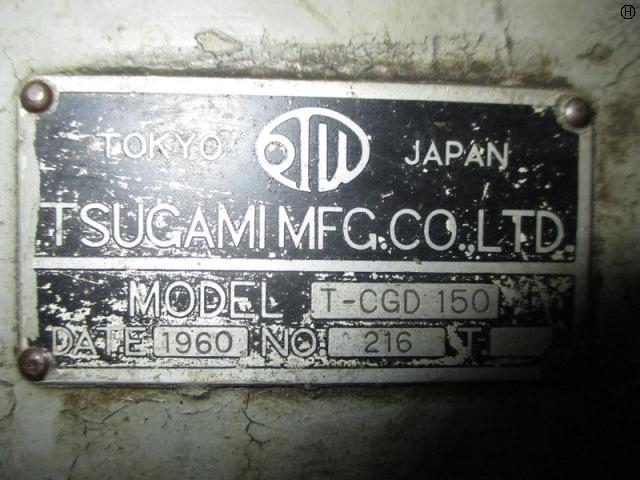 TOKYO JAPAN
TSUGAMI MFG. CO., LTD.
MODEL T-CGD 150
DATE 1960 NO 216 T